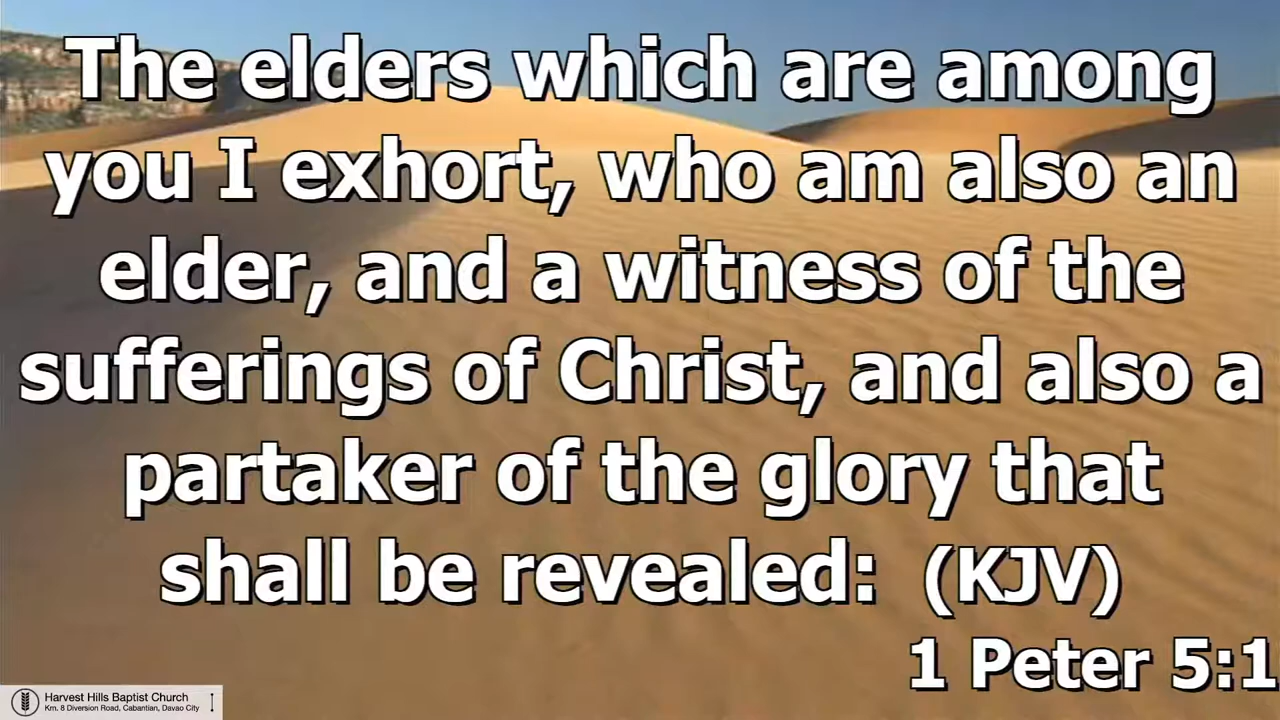 The elders which are among
you I exhort, who am also an
elder, and a witness of the
sufferings of Christ, and also a
partaker of the glory that
shall be revealed:  (KJV)
1 Peter 5:1
Harvest Hills Baptist Church
Km. 8 Diversion Road, Cabantian, Davao City